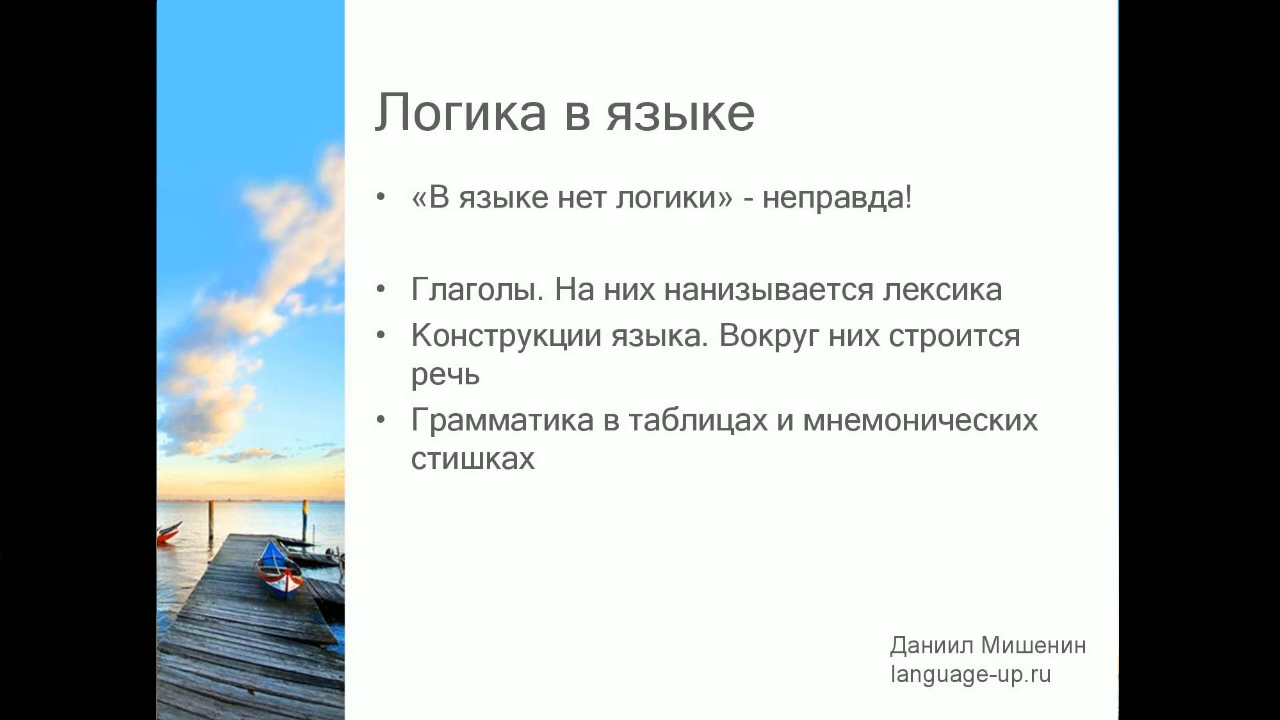 Логика в языке
• «В языке нет логики» - неправда!
• Глаголы. На них нанизывается лексика
• Конструкции языка. Вокруг них строится
речь
• Грамматика в таблицах и мнемонических
стишках
Даниил Мишенин
language-up.ru